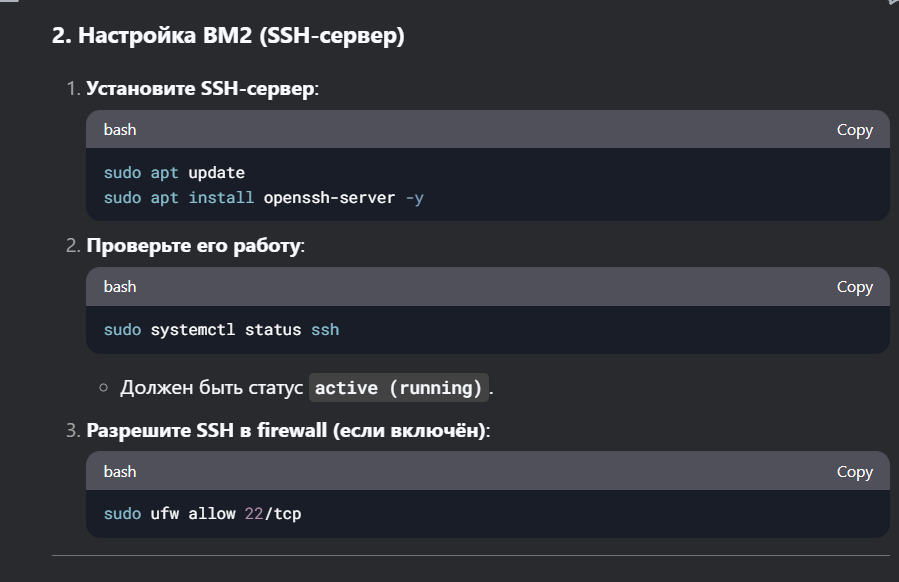 2. Настройка ВМ2 (SSH-сервер)
1. Установите SSH-сервер:
bash Copy
sudo apt update
sudo apt install openssh-server -y
2. Проверьте его работу:
bash Copy
sudo systemctl status ssh
○ Должен быть статус active (running).
3. Разрешите SSH в firewall (если включён):
bash Copy
sudo ufw allow 22/tcp